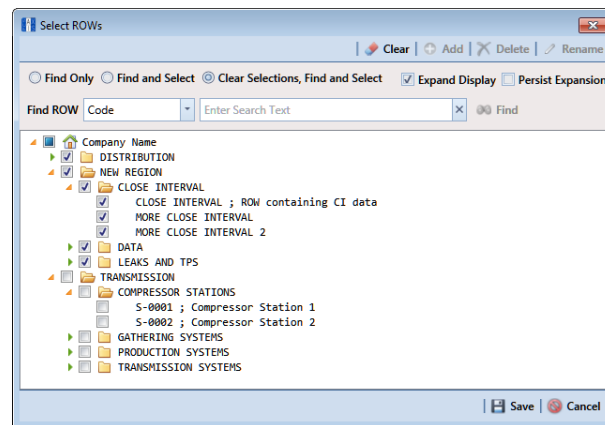 Select ROWs
Clear Add Delete Rename
Find Only Find and Select Clear Selections, Find and Select Expand Display Persist Expansion
Find ROW Code Enter Search Text Find
Company Name
DISTRIBUTION
NEW REGION
CLOSE INTERVAL
CLOSE INTERVAL ; ROW containing CI data
MORE CLOSE INTERVAL
MORE CLOSE INTERVAL 2
DATA
LEAKS AND TPS
TRANSMISSION
COMPRESSOR STATIONS
S-0001 ; Compressor Station 1
S-0002 ; Compressor Station 2
GATHERING SYSTEMS
PRODUCTION SYSTEMS
TRANSMISSION SYSTEMS
Save Cancel